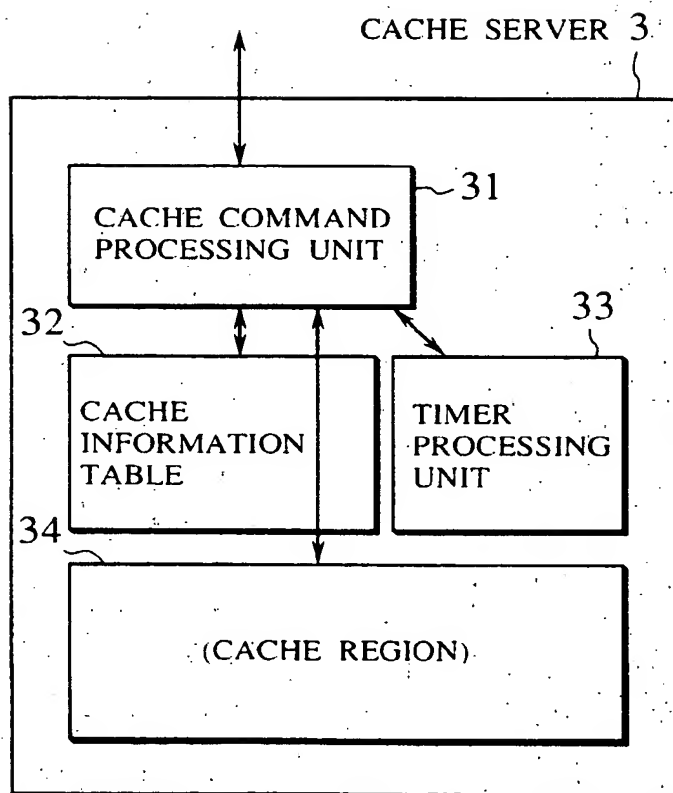 CACHE SERVER 3
31
CACHE COMMAND
PROCESSING UNIT
32
33
CACHE
INFORMATION
TABLE
TIMER
PROCESSING
UNIT
34
(CACHE REGION)